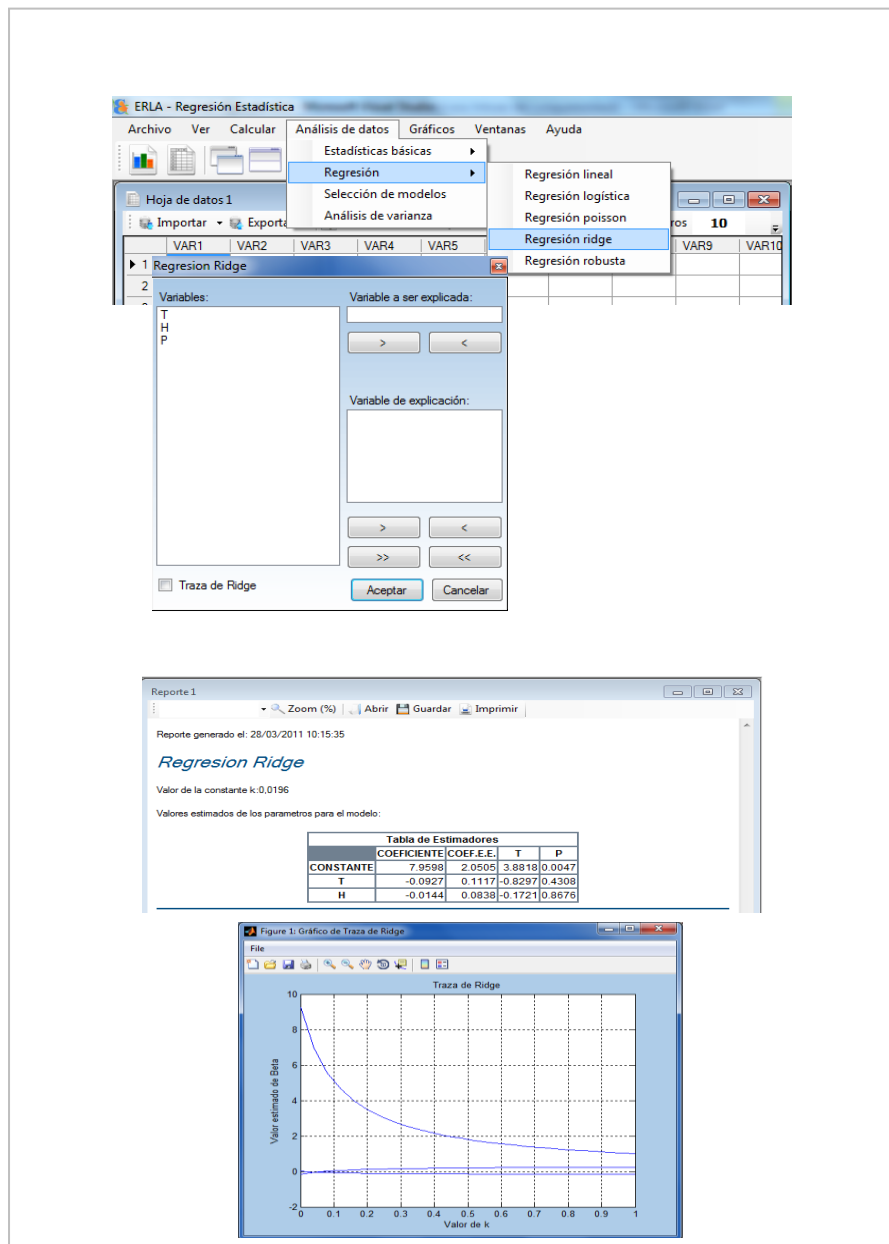 ERLA - Regresión Estadística
Archivo Ver Calcular Análisis de datos Gráficos Ventanas Ayuda
Estadísticas básicas
Regresión
Selección de modelos
Análisis de varianza
Regresión lineal
Regresión logística
Regresión poisson
Regresión ridge
Regresión robusta
Hoja de datos 1
Importar Exporta
ros 10
VAR1 VAR2 VAR3 VAR4 VAR5 VAR9 VAR10
1
2
Regresion Ridge
Variables: Variable a ser explicada:
T
H
P
> <
Variable de explicación:
> <
>> <<
Traza de Ridge Aceptar Cancelar
Reporte 1
Zoom (%) Abrir Guardar Imprimir
Reporte generado el: 28/03/2011 10:15:35
Regresion Ridge
Valor de la constante k:0,0196
Valores estimados de los parametros para el modelo:
Tabla de Estimadores
COEFICIENTE COEF.E.E. T P
CONSTANTE 7.9598 2.0505 3.8818 0.0047
T -0.0927 0.1117 -0.8297 0.4308
H -0.0144 0.0838 -0.1721 0.8676
Figure 1: Gráfico de Traza de Ridge
File
Traza de Ridge
10
8
6
4
2
0
-2
Valor estimado de Beta
0 0.1 0.2 0.3 0.4 0.5 0.6 0.7 0.8 0.9 1
Valor de k